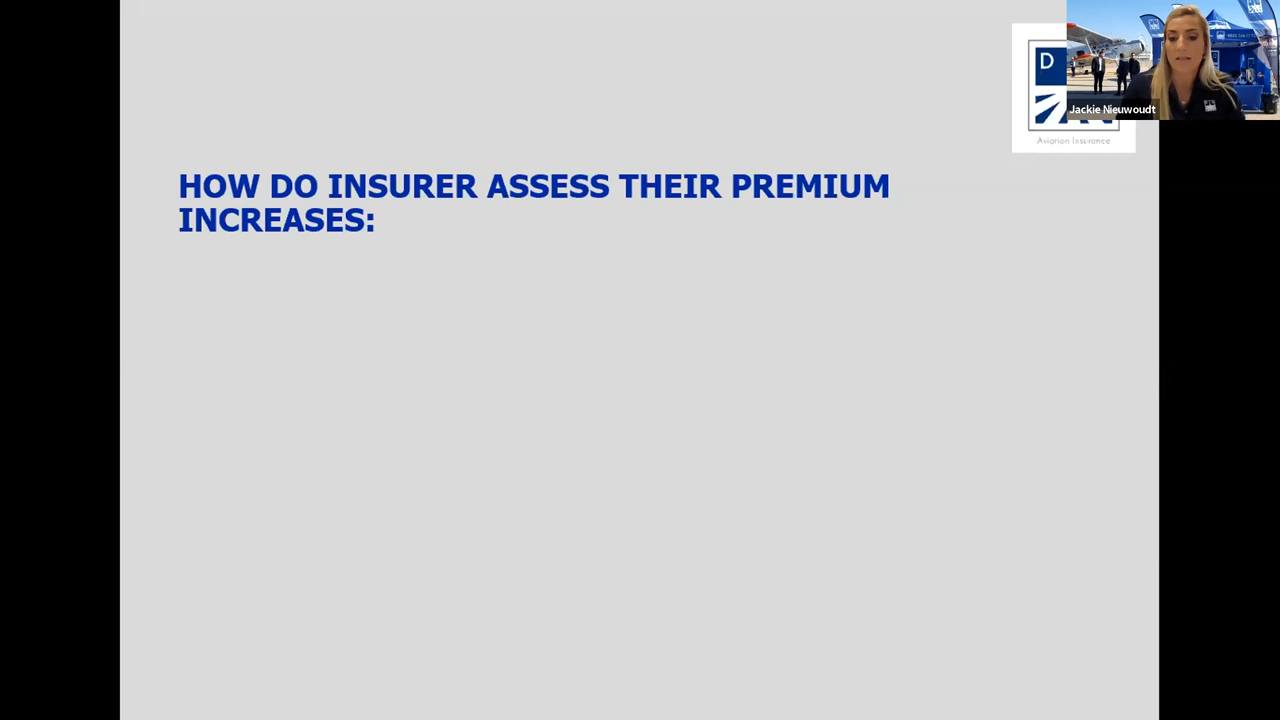 HOW DO INSURER ASSESS THEIR PREMIUM
INCREASES:
D
Aviation Insurance
Jackie Nieuwoudt